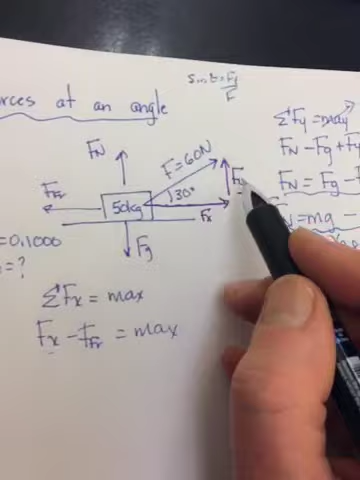 sinθ = Fy/F
orces at an angle
ΣFy = may
FN
F = 60N
FN - Fg + Fy
FFr
50kg
30°
Fy
FN = Fg -
Fx
N = mg -
= 0.1000
Fg
= ?
ΣFx = max
Fx - FFr = max